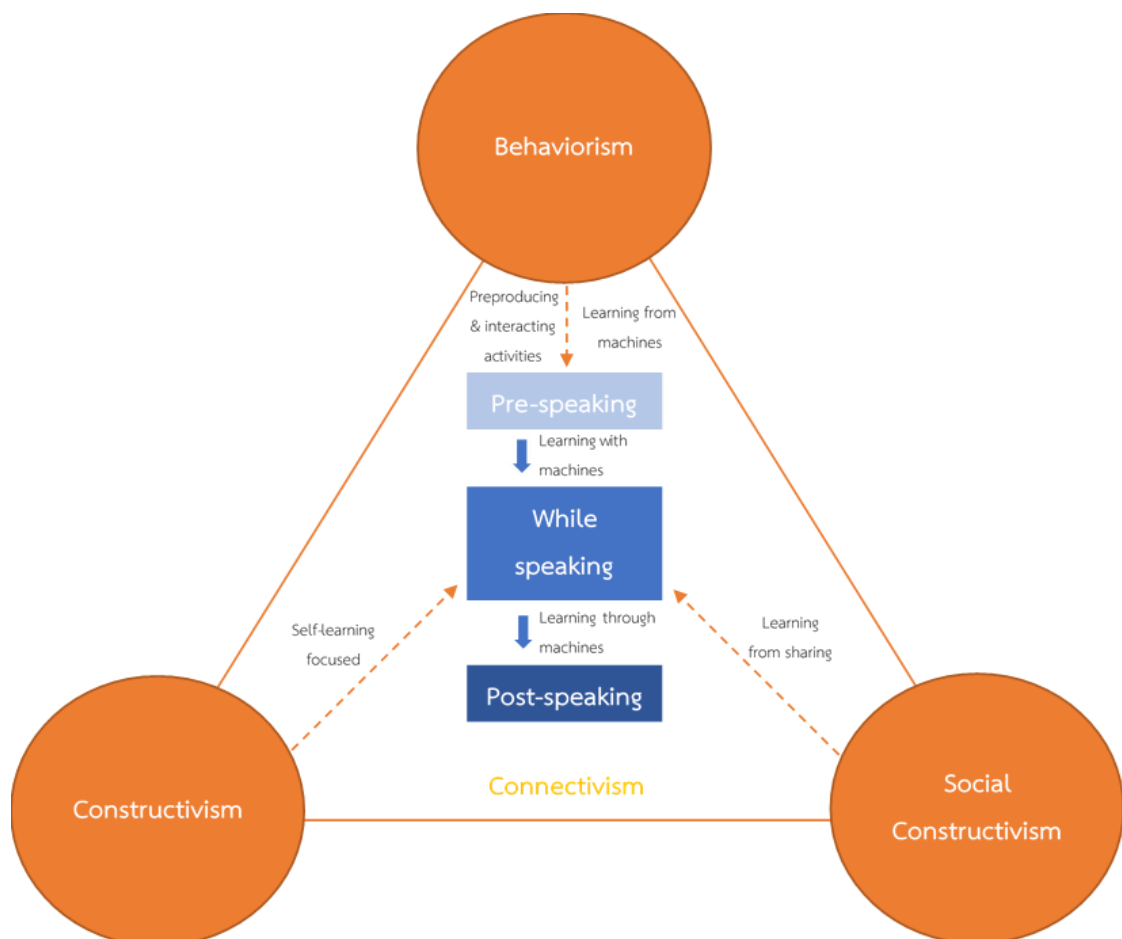 Behaviorism
Preproducing
& interacting
activities
Learning from
machines
Pre-speaking
Learning with
machines
While
speaking
Learning through
machines
Self-learning
focused
Learning
from sharing
Post-speaking
Connectivism
Constructivism
Social
Constructivism